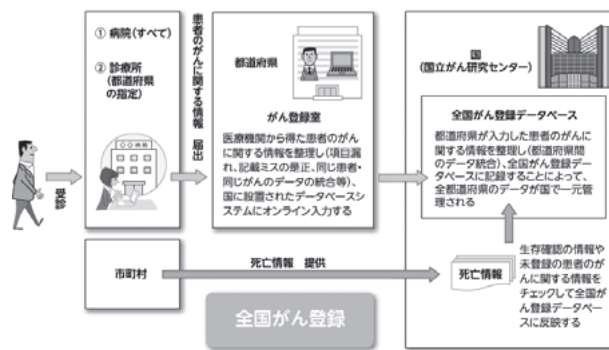 ① 病院(すべて)
② 診療所
(都道府県
の指定)
受診
患者のがんに関する情報 届出
都道府県
がん登録室
医療機関から得た患者のがん
に関する情報を整理し(項目漏
れ、記載ミスの是正、同じ患者・
同じがんのデータの統合等)、
国に設置されたデータベースシ
ステムにオンライン入力する
国
(国立がん研究センター)
全国がん登録データベース
都道府県が入力した患者のがんに
関する情報を整理し(都道府県間
のデータ統合)、全国がん登録デー
タベースに記録することによって、
全都道府県のデータが国で一元管
理される
市町村
死亡情報 提供
死亡情報
生存確認の情報や
未登録の患者のが
んに関する情報を
チェックして全国が
ん登録データベー
スに反映する
全国がん登録